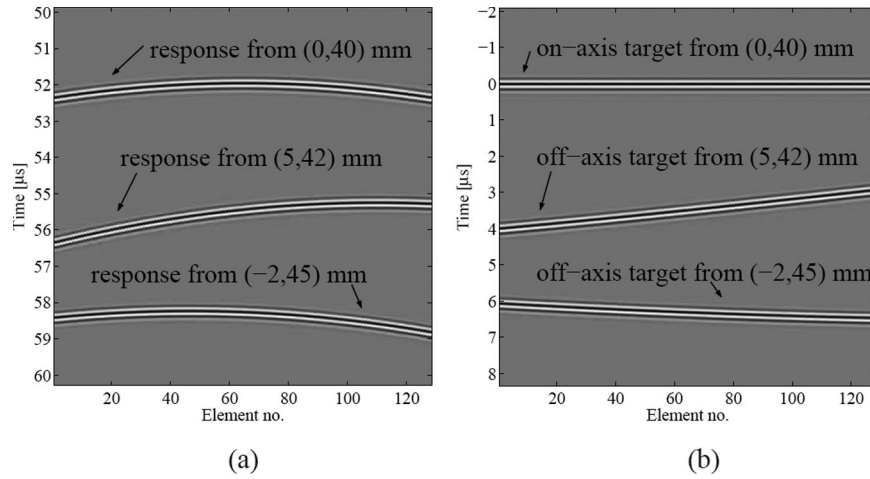 50
51
52
53
54
55
56
57
58
59
60
Time [μs]
response from (0,40) mm
response from (5,42) mm
response from (−2,45) mm
20
40
60
80
100
120
Element no.
(a)
−2
−1
0
1
2
3
4
5
6
7
8
Time [μs]
on−axis target from (0,40) mm
off−axis target from (5,42) mm
off−axis target from (−2,45) mm
20
40
60
80
100
120
Element no.
(b)